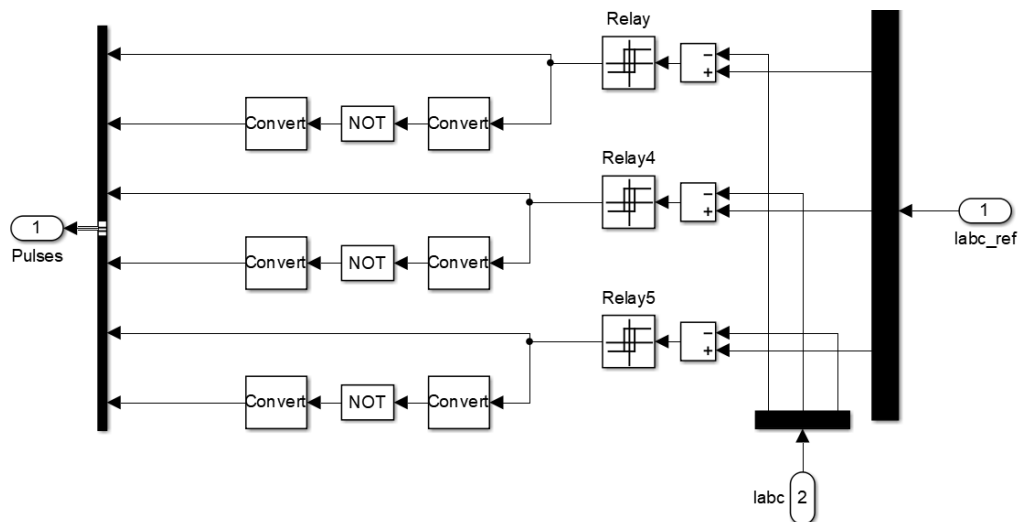 Relay
−
+
Convert
NOT
Convert
Relay4
−
+
1
Pulses
1
Iabc_ref
Convert
NOT
Convert
Relay5
−
+
Convert
NOT
Convert
Iabc
2